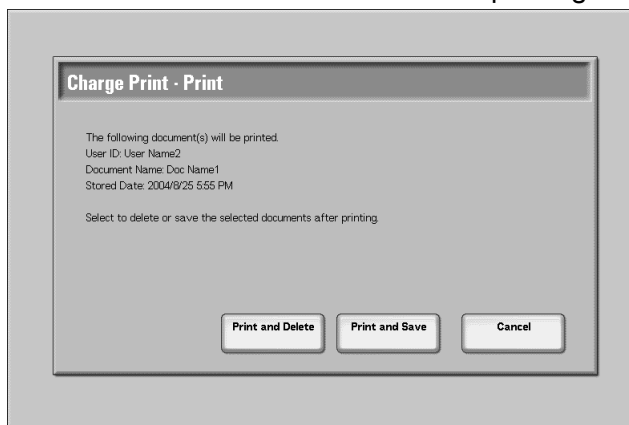 Charge Print - Print
The following document(s) will be printed.
User ID: User Name2
Document Name: Doc Name1
Stored Date: 2004/8/25 5:55 PM
Select to delete or save the selected documents after printing.
Print and Delete
Print and Save
Cancel